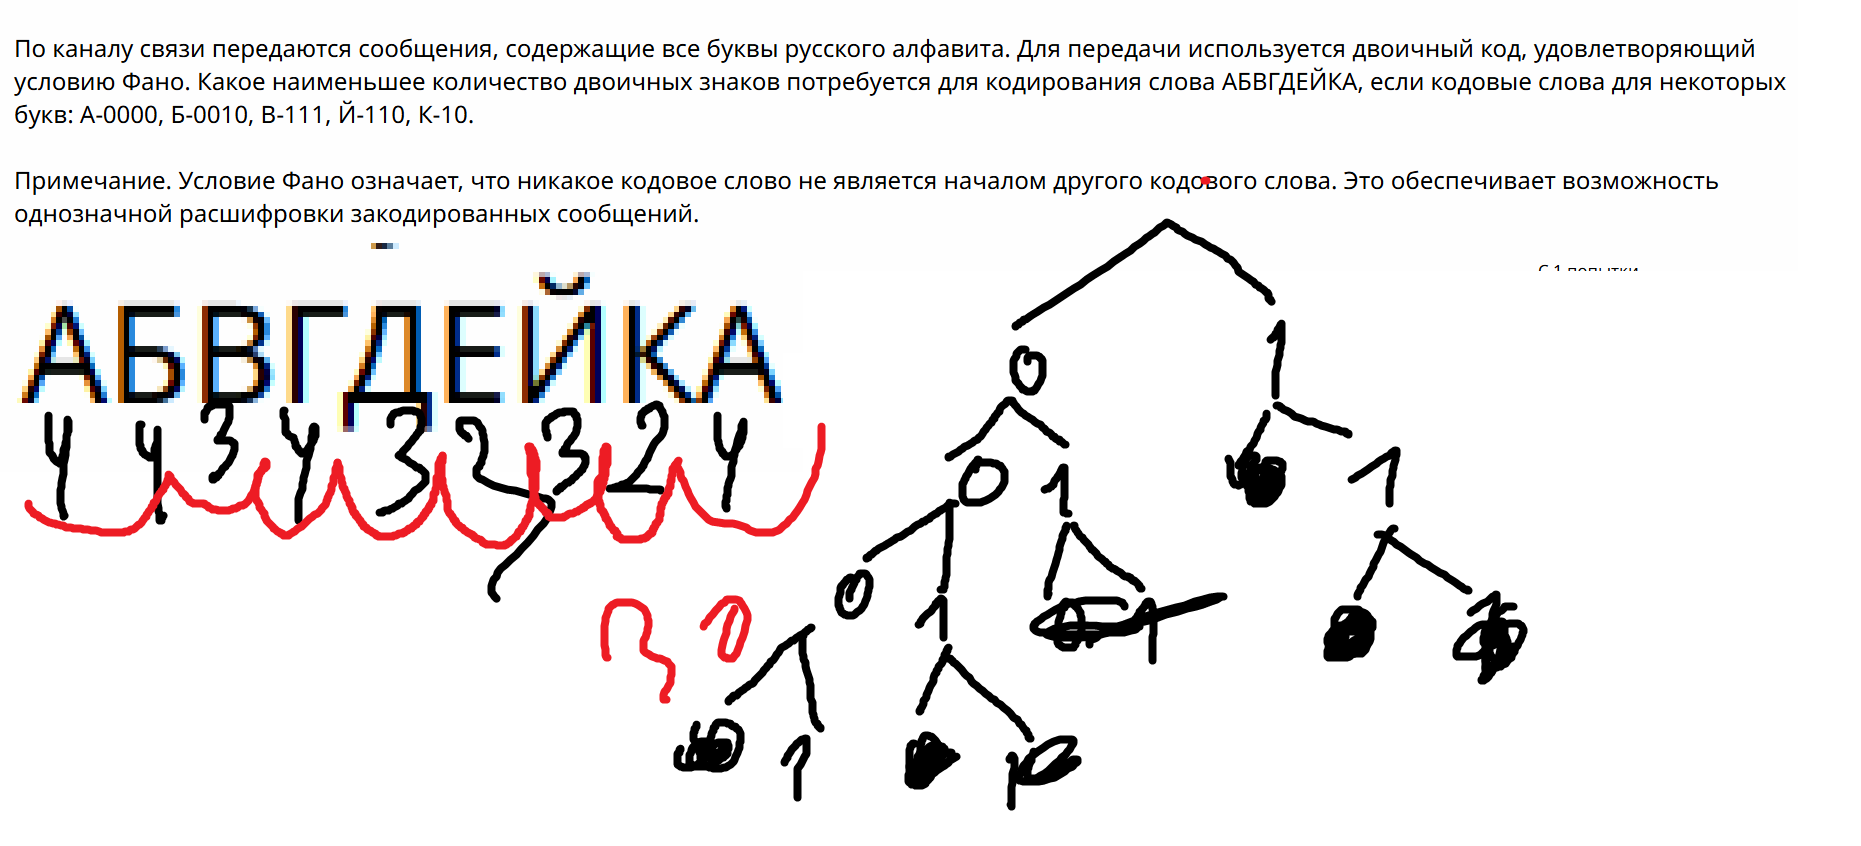 По каналу связи передаются сообщения, содержащие все буквы русского алфавита. Для передачи используется двоичный код, удовлетворяющий
условию Фано. Какое наименьшее количество двоичных знаков потребуется для кодирования слова АБВГДЕЙКА, если кодовые слова для некоторых
букв: А-0000, Б-0010, В-111, Й-110, К-10.
Примечание. Условие Фано означает, что никакое кодовое слово не является началом другого кодового слова. Это обеспечивает возможность
однозначной расшифровки закодированных сообщений.
АБВГДЕЙКА
4 4 3 4 3 2 3 2 4
0 1
0 1 1
0 1 0 1 1
1 1